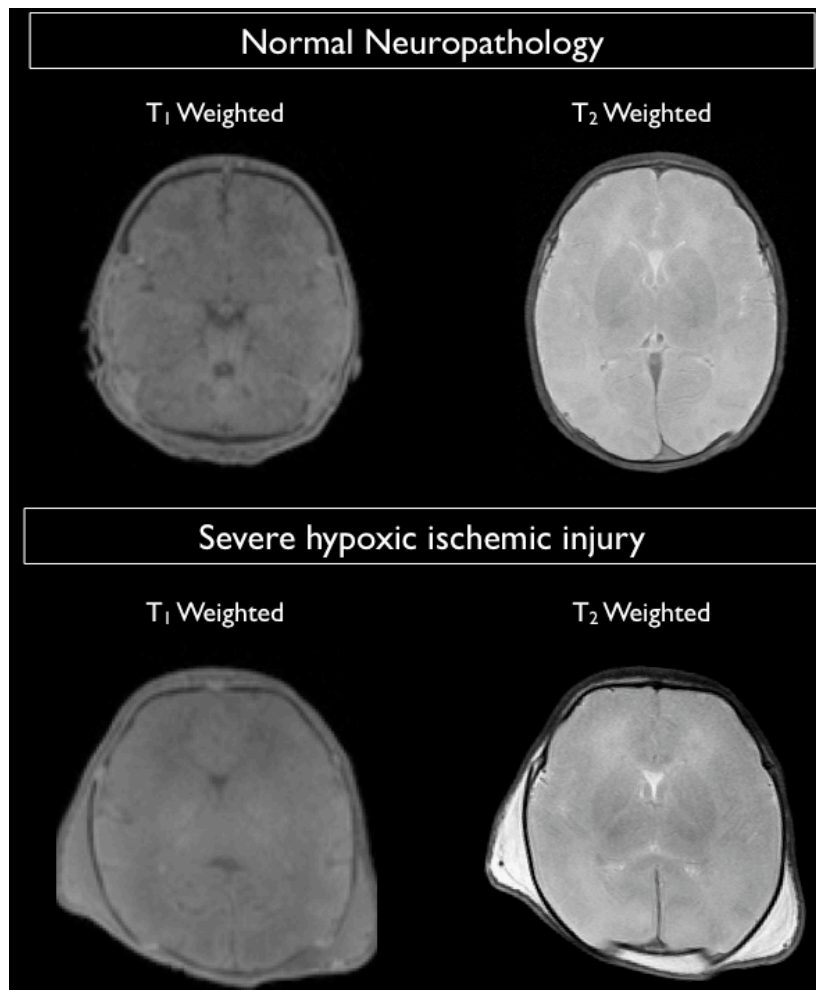 Normal Neuropathology
T₁ Weighted
T₂ Weighted
Severe hypoxic ischemic injury
T₁ Weighted
T₂ Weighted